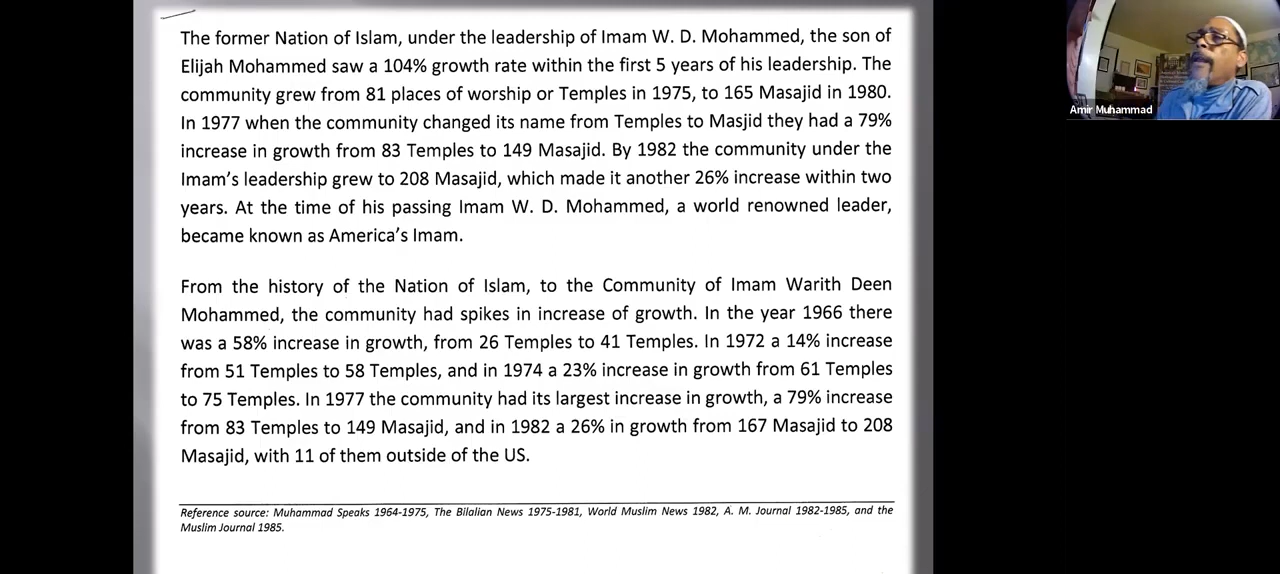 The former Nation of Islam, under the leadership of Imam W. D. Mohammed, the son of
Elijah Mohammed saw a 104% growth rate within the first 5 years of his leadership. The
community grew from 81 places of worship or Temples in 1975, to 165 Masajid in 1980.
In 1977 when the community changed its name from Temples to Masjid they had a 79%
increase in growth from 83 Temples to 149 Masajid. By 1982 the community under the
Imam’s leadership grew to 208 Masajid, which made it another 26% increase within two
years. At the time of his passing Imam W. D. Mohammed, a world renowned leader,
became known as America’s Imam.
From the history of the Nation of Islam, to the Community of Imam Warith Deen
Mohammed, the community had spikes in increase of growth. In the year 1966 there
was a 58% increase in growth, from 26 Temples to 41 Temples. In 1972 a 14% increase
from 51 Temples to 58 Temples, and in 1974 a 23% increase in growth from 61 Temples
to 75 Temples. In 1977 the community had its largest increase in growth, a 79% increase
from 83 Temples to 149 Masajid, and in 1982 a 26% in growth from 167 Masajid to 208
Masajid, with 11 of them outside of the US.
Reference source: Muhammad Speaks 1964-1975, The Bilalian News 1975-1981, World Muslim News 1982, A. M. Journal 1982-1985, and the
Muslim Journal 1985.
Amir Muhammad